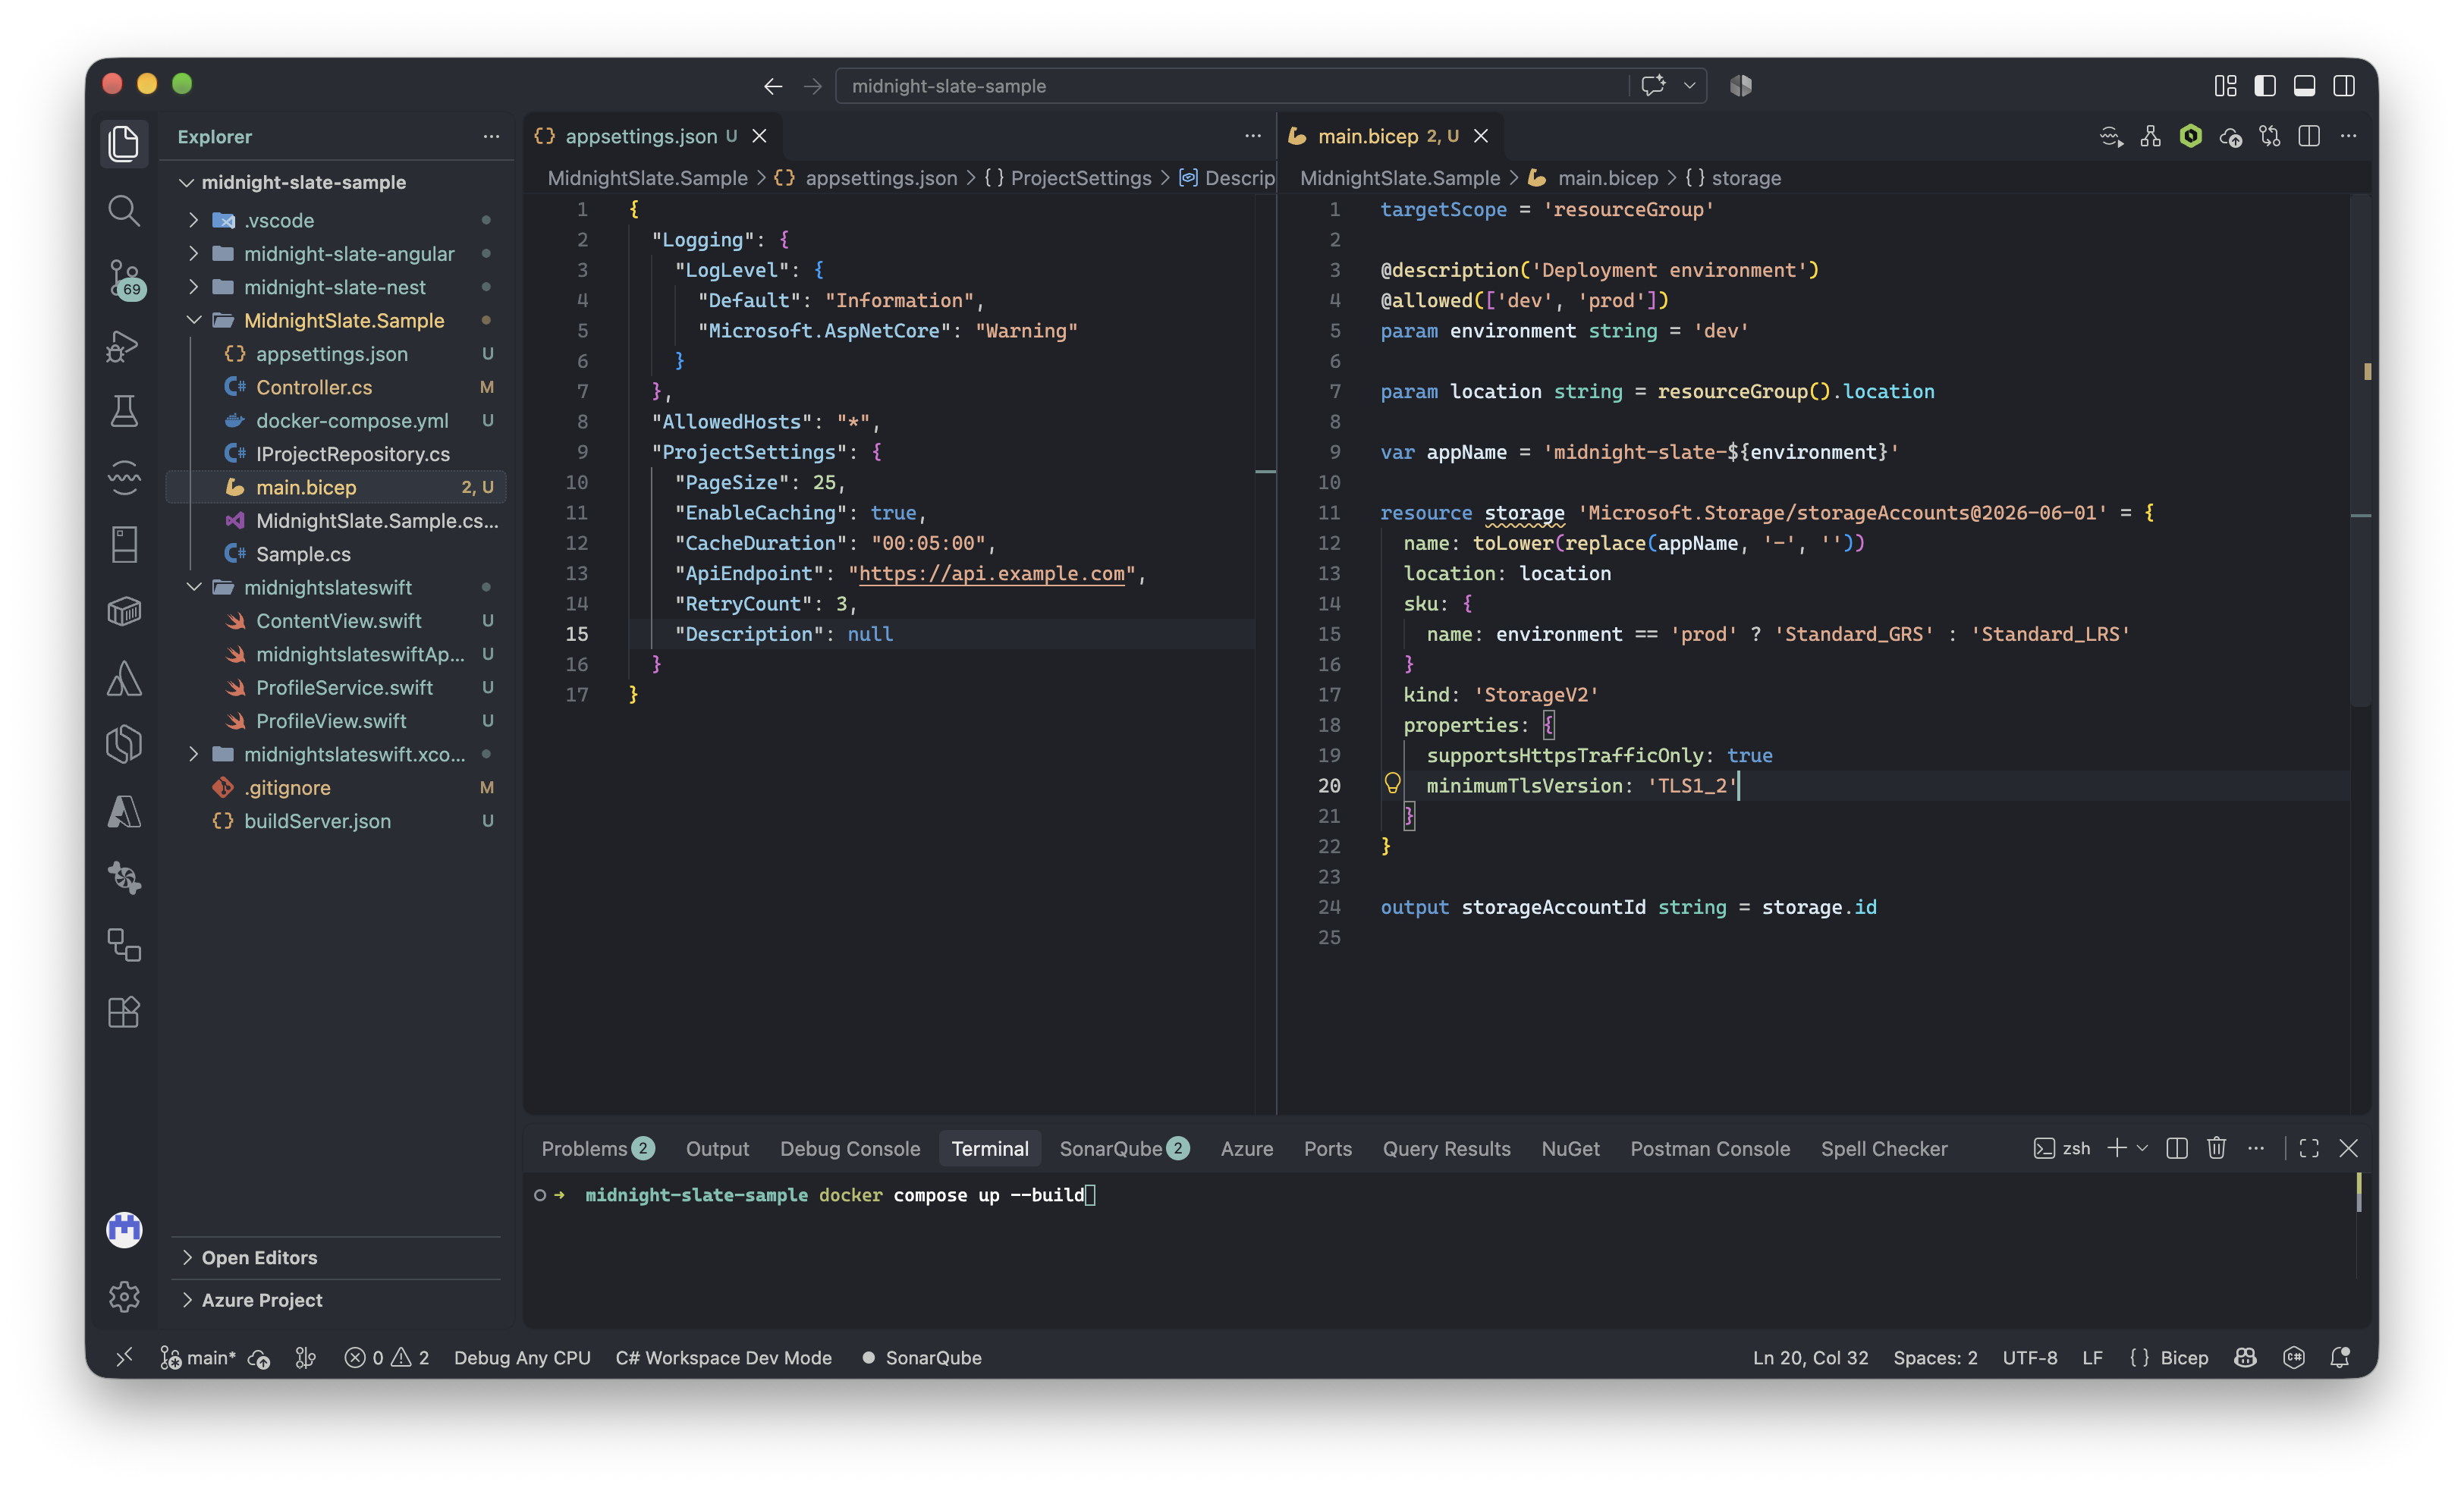 midnight-slate-sample
Explorer
midnight-slate-sample
.vscode
midnight-slate-angular
midnight-slate-nest
MidnightSlate.Sample
appsettings.json U
Controller.cs M
docker-compose.yml U
IProjectRepository.cs
main.bicep 2, U
MidnightSlate.Sample.cs...
Sample.cs
midnightslateswift
ContentView.swift U
midnightslateswiftAp... U
ProfileService.swift U
ProfileView.swift U
midnightslateswift.xco...
.gitignore M
buildServer.json U
Open Editors
Azure Project
69
appsettings.json U
MidnightSlate.Sample > {} appsettings.json > { } ProjectSettings > Descrip
1 {
2 "Logging": {
3 "LogLevel": {
4 "Default": "Information",
5 "Microsoft.AspNetCore": "Warning"
6 }
7 },
8 "AllowedHosts": "*",
9 "ProjectSettings": {
10 "PageSize": 25,
11 "EnableCaching": true,
12 "CacheDuration": "00:05:00",
13 "ApiEndpoint": "https://api.example.com",
14 "RetryCount": 3,
15 "Description": null
16 }
17 }
main.bicep 2, U
MidnightSlate.Sample > main.bicep > { } storage
1 targetScope = 'resourceGroup'
2
3 @description('Deployment environment')
4 @allowed(['dev', 'prod'])
5 param environment string = 'dev'
6
7 param location string = resourceGroup().location
8
9 var appName = 'midnight-slate-${environment}'
10
11 resource storage 'Microsoft.Storage/storageAccounts@2026-06-01' = {
12 name: toLower(replace(appName, '-', ''))
13 location: location
14 sku: {
15 name: environment == 'prod' ? 'Standard_GRS' : 'Standard_LRS'
16 }
17 kind: 'StorageV2'
18 properties: {
19 supportsHttpsTrafficOnly: true
20 minimumTlsVersion: 'TLS1_2'
21 }
22 }
23
24 output storageAccountId string = storage.id
25
Problems 2 Output Debug Console Terminal SonarQube 2 Azure Ports Query Results NuGet Postman Console Spell Checker zsh
midnight-slate-sample docker compose up --build
main* 0 2 Debug Any CPU C# Workspace Dev Mode SonarQube Ln 20, Col 32 Spaces: 2 UTF-8 LF { } Bicep